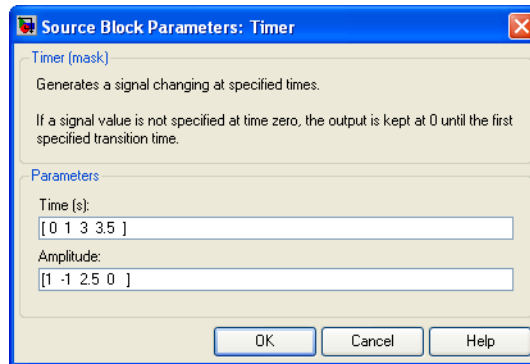 Source Block Parameters: Timer
Timer (mask)
Generates a signal changing at specified times.
If a signal value is not specified at time zero, the output is kept at 0 until the first
specified transition time.
Parameters
Time (s):
[ 0 1 3 3.5 ]
Amplitude:
[1 -1 2.5 0 ]
OK
Cancel
Help